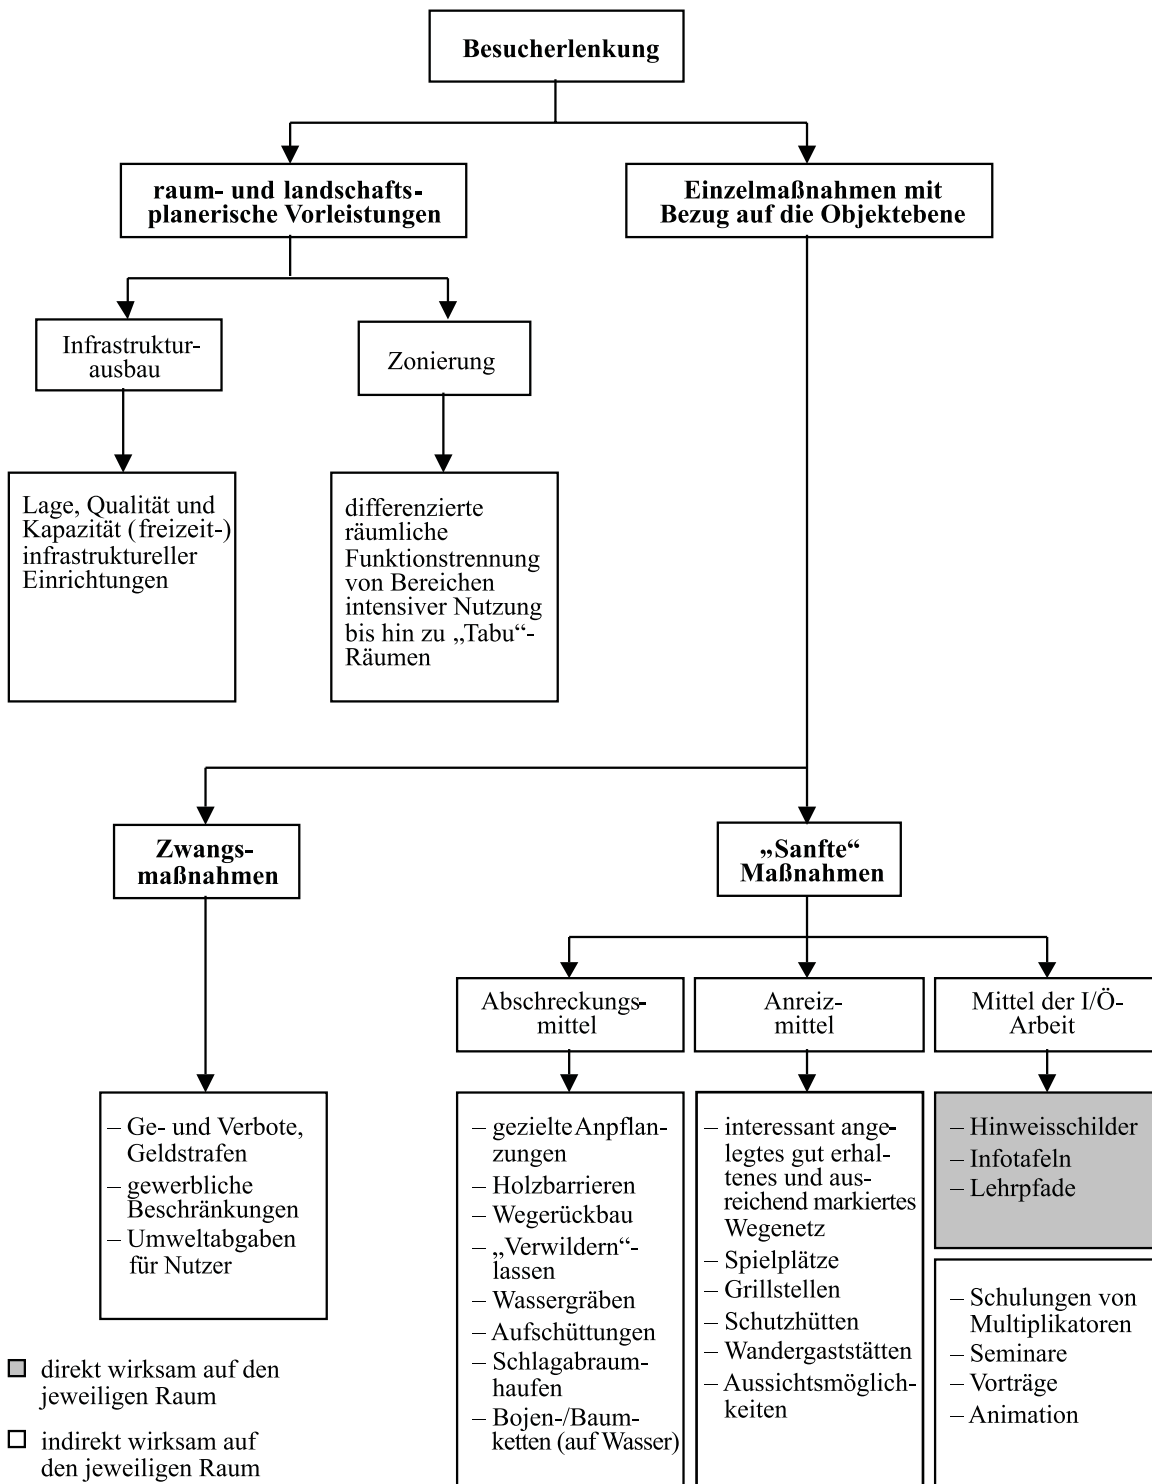 Besucherlenkung
raum- und landschafts-
planerische Vorleistungen
Einzelmaßnahmen mit
Bezug auf die Objektebene
Infrastruktur-
ausbau
Zonierung
Lage, Qualität und
Kapazität (freizeit-)
infrastruktureller
Einrichtungen
differenzierte
räumliche
Funktionstrennung
von Bereichen
intensiver Nutzung
bis hin zu „Tabu“-
Räumen
Zwangs-
maßnahmen
„Sanfte“
Maßnahmen
Abschreckungs-
mittel
Anreiz-
mittel
Mittel der I/Ö-
Arbeit
– Ge- und Verbote,
Geldstrafen
– gewerbliche
Beschränkungen
– Umweltabgaben
für Nutzer
– gezielte Anpflan-
zungen
– Holzbarrieren
– Wegerückbau
– „Verwildern“-
lassen
– Wassergräben
– Aufschüttungen
– Schlagabraum-
haufen
– Bojen-/Baum-
ketten (auf Wasser)
– interessant ange-
legtes gut erhal-
tenes und aus-
reichend markiertes
Wegenetz
– Spielplätze
– Grillstellen
– Schutzhütten
– Wandergaststätten
– Aussichtsmöglich-
keiten
– Hinweisschilder
– Infotafeln
– Lehrpfade
– Schulungen von
Multiplikatoren
– Seminare
– Vorträge
– Animation
direkt wirksam auf den
jeweiligen Raum
indirekt wirksam auf
den jeweiligen Raum